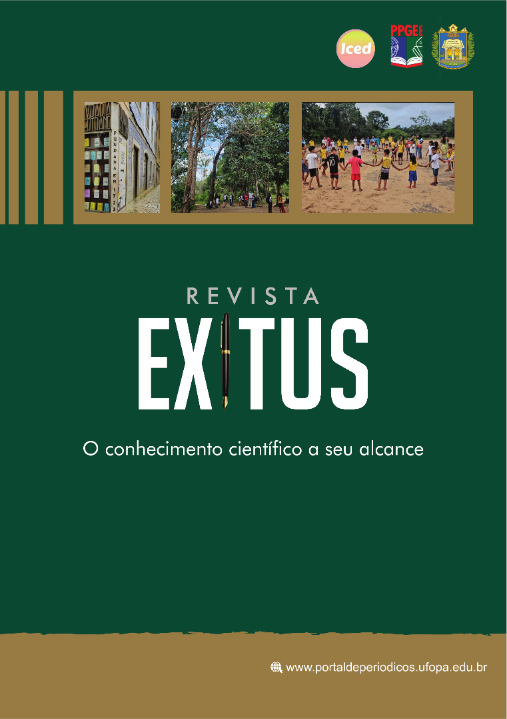 Iced
PPGE
REVISTA
EXITUS
O conhecimento científico a seu alcance
www.portaldeperiodicos.ufopa.edu.br